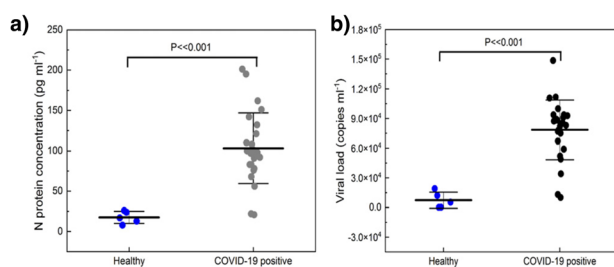 a)
P<<0.001
N protein concentration (pg ml⁻¹)
250
200
150
100
50
0
Healthy
COVID-19 positive
b)
P<<0.001
Viral load (copies ml⁻¹)
1.8×10⁵
1.5×10⁵
1.2×10⁵
9.0×10⁴
6.0×10⁴
3.0×10⁴
0.0
-3.0×10⁴
Healthy
COVID-19 positive